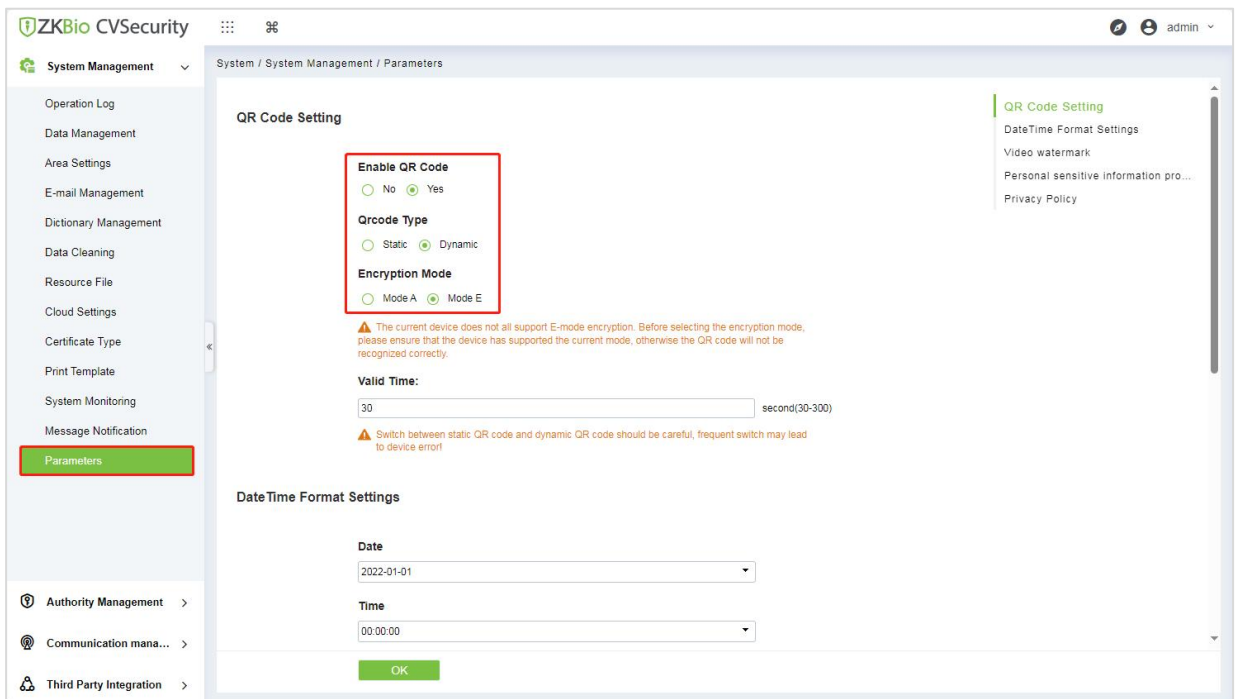 ZKBio CVSecurity
admin
System Management
System / System Management / Parameters
Operation Log
Data Management
Area Settings
E-mail Management
Dictionary Management
Data Cleaning
Resource File
Cloud Settings
Certificate Type
Print Template
System Monitoring
Message Notification
Parameters
Authority Management
Communication mana...
Third Party Integration
QR Code Setting
Enable QR Code
No Yes
Qrcode Type
Static Dynamic
Encryption Mode
Mode A Mode E
The current device does not all support E-mode encryption. Before selecting the encryption mode,
please ensure that the device has supported the current mode, otherwise the QR code will not be
recognized correctly.
Valid Time:
30 second(30-300)
Switch between static QR code and dynamic QR code should be careful, frequent switch may lead
to device error!
DateTime Format Settings
Date
2022-01-01
Time
00:00:00
OK
QR Code Setting
DateTime Format Settings
Video watermark
Personal sensitive information pro...
Privacy Policy